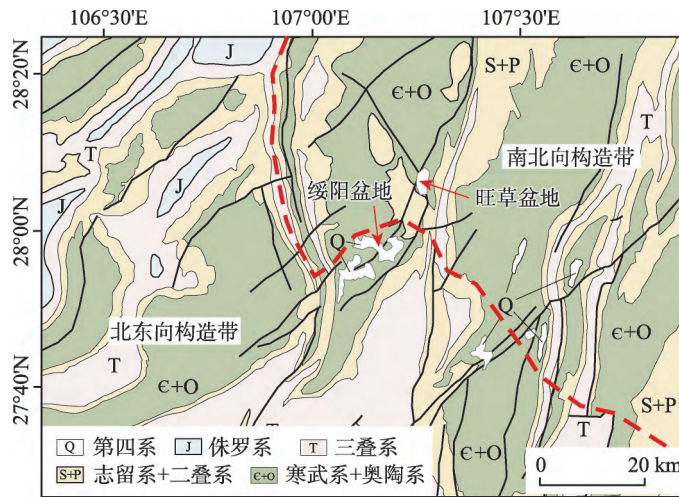 106°30′E
107°00′
107°30′E
28°20′N
28°00′N
27°40′N
J
S+P
Є+O
Є+O
T
T
南北向构造带
J
绥阳盆地
旺草盆地
J
Q
Q
北东向构造带
T
Є+O
Є+O
Є+O
S+P
T
T
Є+O
Q 第四系
J 侏罗系
T 三叠系
S+P 志留系+二叠系
Є+O 寒武系+奥陶系
0 20 km